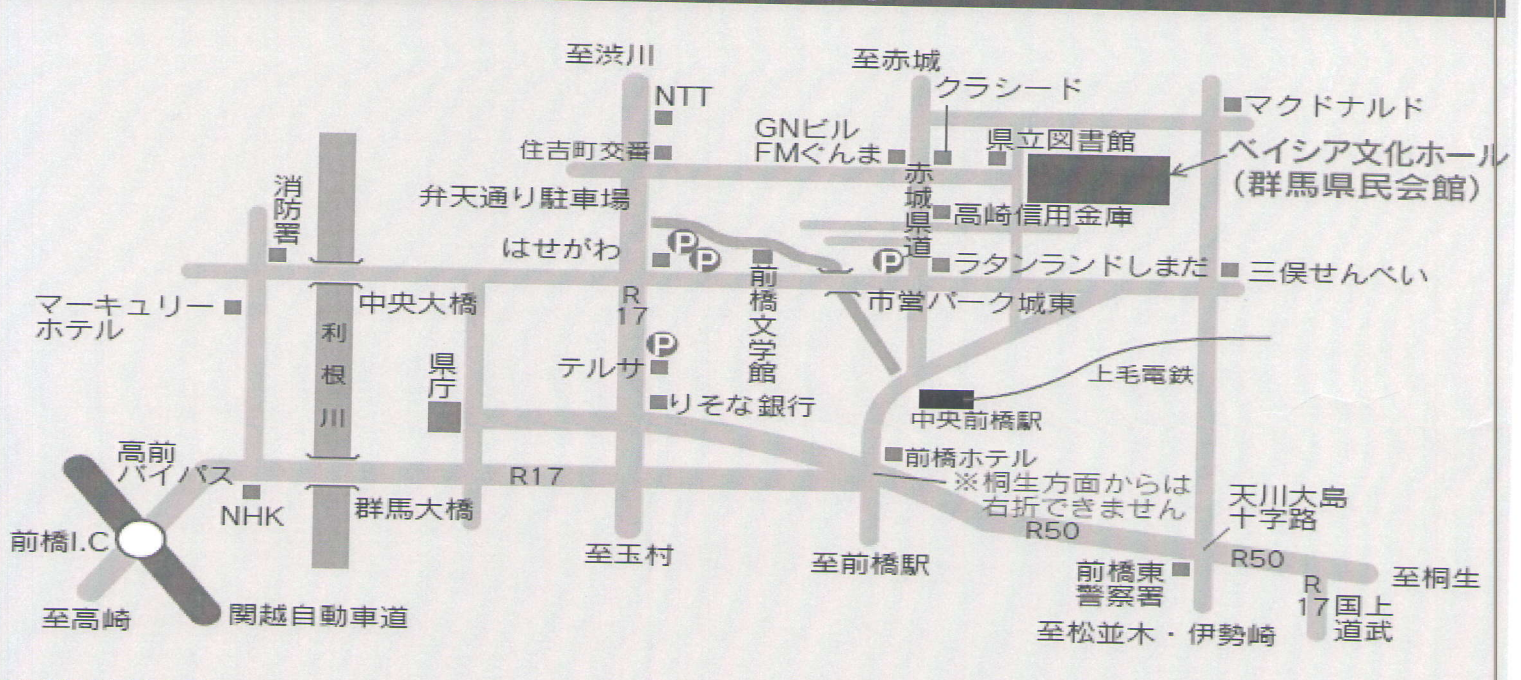 至渋川
至赤城
クラシード
NTT
マクドナルド
GNビル
FMぐんま
県立図書館
住吉町交番
ベイシア文化ホール
(群馬県民会館)
消防署
弁天通り駐車場
赤城県道
高崎信用金庫
はせがわ
P
P
P
ラタンランドしまだ
三俣せんべい
前橋文学館
マーキュリー
ホテル
中央大橋
R
17
市営パーク城東
利根川
県庁
P
テルサ
りそな銀行
上毛電鉄
中央前橋駅
高前
バイパス
R17
前橋ホテル
※桐生方面からは
右折できません
NHK
群馬大橋
天川大島
十字路
前橋I.C
R50
至玉村
至前橋駅
前橋東
警察署
R50
至桐生
至高崎
関越自動車道
R
17
国上
道武
至松並木・伊勢崎